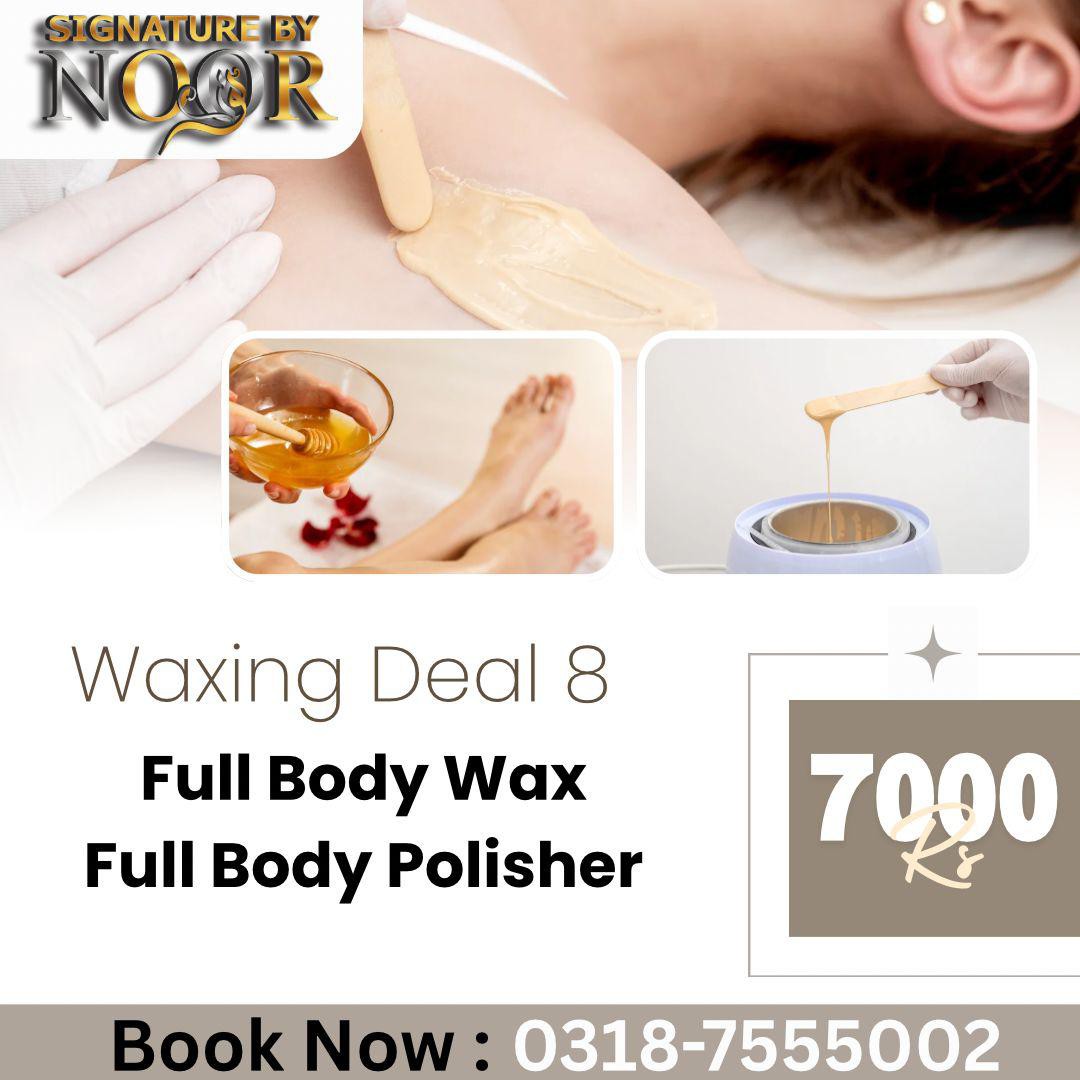 SIGNATURE BY
NOOR
Waxing Deal 8
Full Body Wax
Full Body Polisher
7000
Rs
Book Now : 0318-7555002